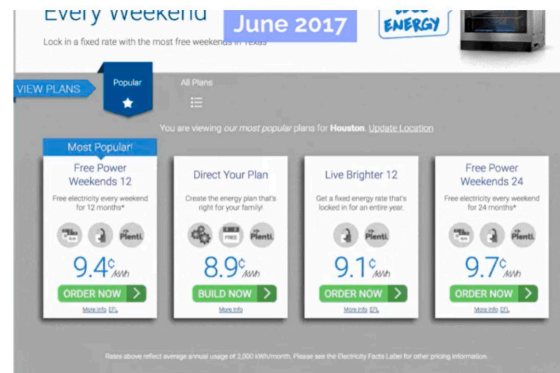 Every Weekend
June 2017
ENERGY
Lock in a fixed rate with the most free weekends in Texas
VIEW PLANS
Popular
All Plans
You are viewing our most popular plans for Houston. Update Location
Most Popular!
Free Power
Weekends 12
Free electricity every weekend
for 12 months*
Plenti.
9.4¢ /kWh
ORDER NOW >
More Info EFL
Direct Your Plan
Create the energy plan that's
right for your family!
FREE
Plenti.
8.9¢ /kWh
BUILD NOW >
More Info
Live Brighter 12
Get a fixed energy rate that's
locked in for an entire year.
Plenti.
9.1¢ /kWh
ORDER NOW >
More Info EFL
Free Power
Weekends 24
Free electricity every weekend
for 24 months*
Plenti.
9.7¢ /kWh
ORDER NOW >
More Info EFL
Rates above reflect average annual usage of 2,000 kWh/month. Please see the Electricity Facts Label for other pricing information.